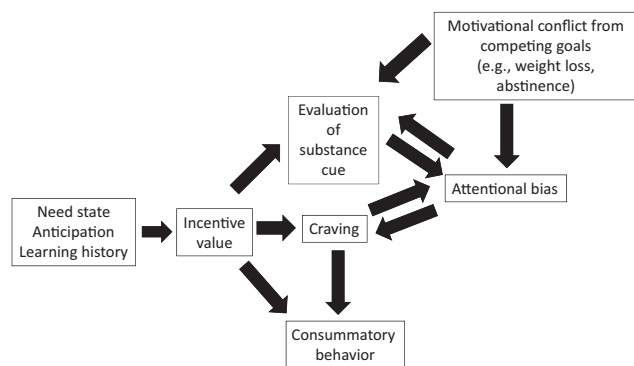 Motivational conflict from
competing goals
(e.g., weight loss,
abstinence)
Evaluation
of
substance
cue
Attentional bias
Need state
Anticipation
Learning history
Incentive
value
Craving
Consummatory
behavior